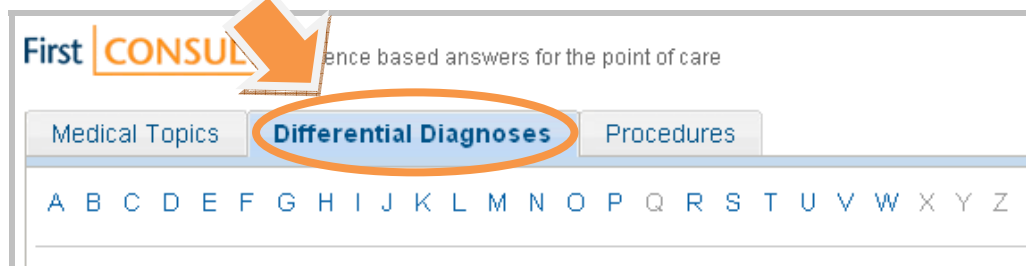 First CONSUL ence based answers for the point of care
Medical Topics Differential Diagnoses Procedures
A B C D E F G H I J K L M N O P Q R S T U V W X Y Z